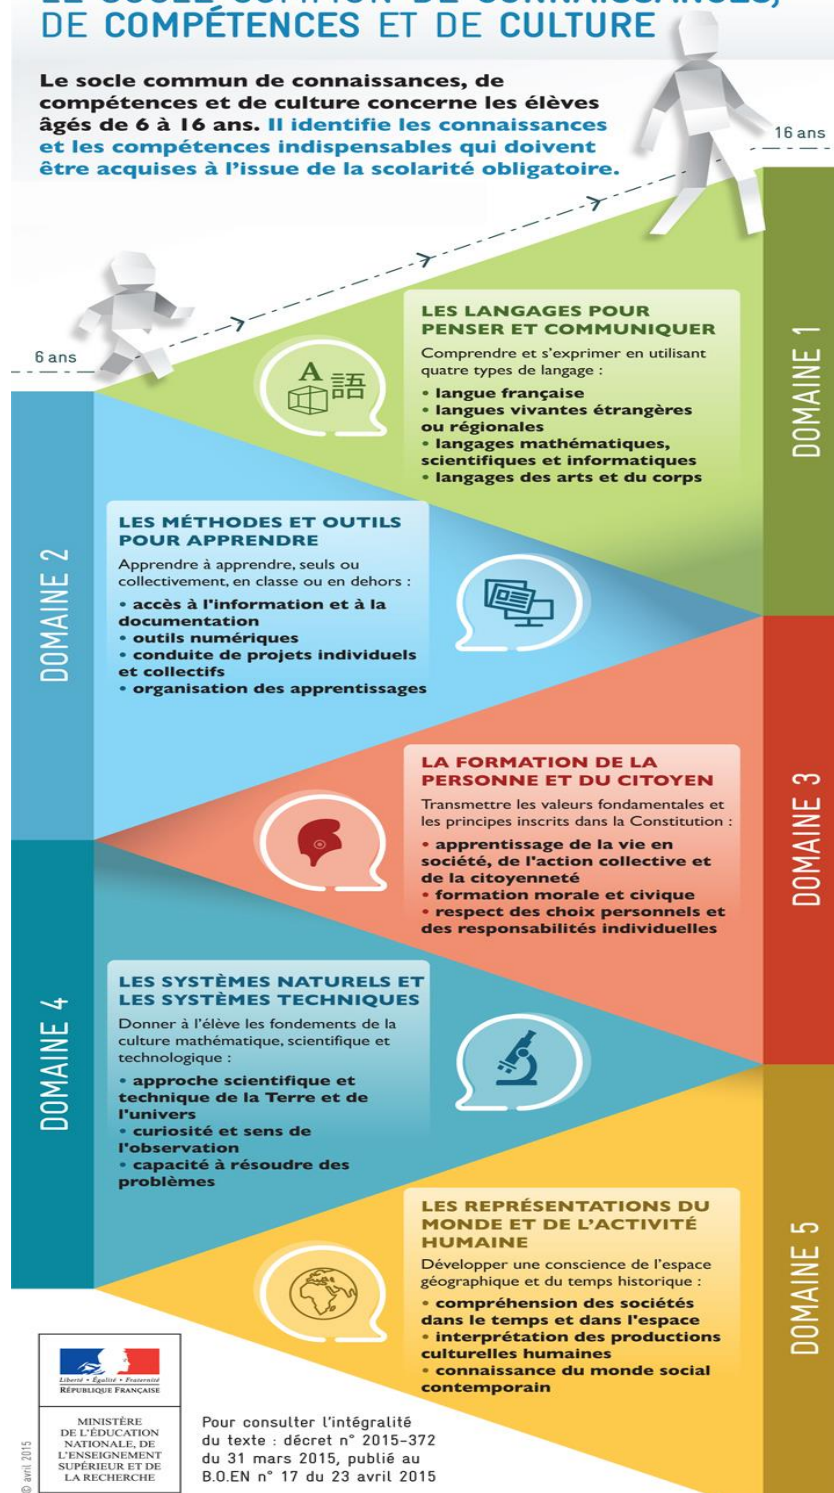 LE SOCLE COMMUN DE CONNAISSANCES,
DE COMPÉTENCES ET DE CULTURE
Le socle commun de connaissances, de
compétences et de culture concerne les élèves
âgés de 6 à 16 ans. Il identifie les connaissances
et les compétences indispensables qui doivent
être acquises à l'issue de la scolarité obligatoire.
16 ans
6 ans
DOMAINE 1
LES LANGAGES POUR
PENSER ET COMMUNIQUER
Comprendre et s'exprimer en utilisant
quatre types de langage :
• langue française
• langues vivantes étrangères
ou régionales
• langages mathématiques,
scientifiques et informatiques
• langages des arts et du corps
A 語
DOMAINE 2
LES MÉTHODES ET OUTILS
POUR APPRENDRE
Apprendre à apprendre, seuls ou
collectivement, en classe ou en dehors :
• accès à l'information et à la
documentation
• outils numériques
• conduite de projets individuels
et collectifs
• organisation des apprentissages
DOMAINE 3
LA FORMATION DE LA
PERSONNE ET DU CITOYEN
Transmettre les valeurs fondamentales et
les principes inscrits dans la Constitution :
• apprentissage de la vie en
société, de l'action collective et
de la citoyenneté
• formation morale et civique
• respect des choix personnels et
des responsabilités individuelles
DOMAINE 4
LES SYSTÈMES NATURELS ET
LES SYSTÈMES TECHNIQUES
Donner à l'élève les fondements de la
culture mathématique, scientifique et
technologique :
• approche scientifique et
technique de la Terre et de
l'univers
• curiosité et sens de
l'observation
• capacité à résoudre des
problèmes
DOMAINE 5
LES REPRÉSENTATIONS DU
MONDE ET DE L'ACTIVITÉ
HUMAINE
Développer une conscience de l'espace
géographique et du temps historique :
• compréhension des sociétés
dans le temps et dans l'espace
• interprétation des productions
culturelles humaines
• connaissance du monde social
contemporain
Liberté • Égalité • Fraternité
RÉPUBLIQUE FRANÇAISE
MINISTÈRE
DE L'ÉDUCATION
NATIONALE, DE
L'ENSEIGNEMENT
SUPÉRIEUR ET DE
LA RECHERCHE
Pour consulter l'intégralité
du texte : décret n° 2015-372
du 31 mars 2015, publié au
B.O.EN n° 17 du 23 avril 2015
© avril 2015